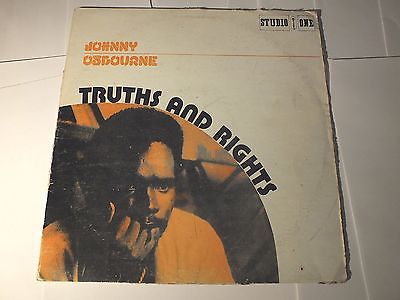 STUDIO ONE
JOHNNY
OSBOURNE
TRUTHS AND RIGHTS